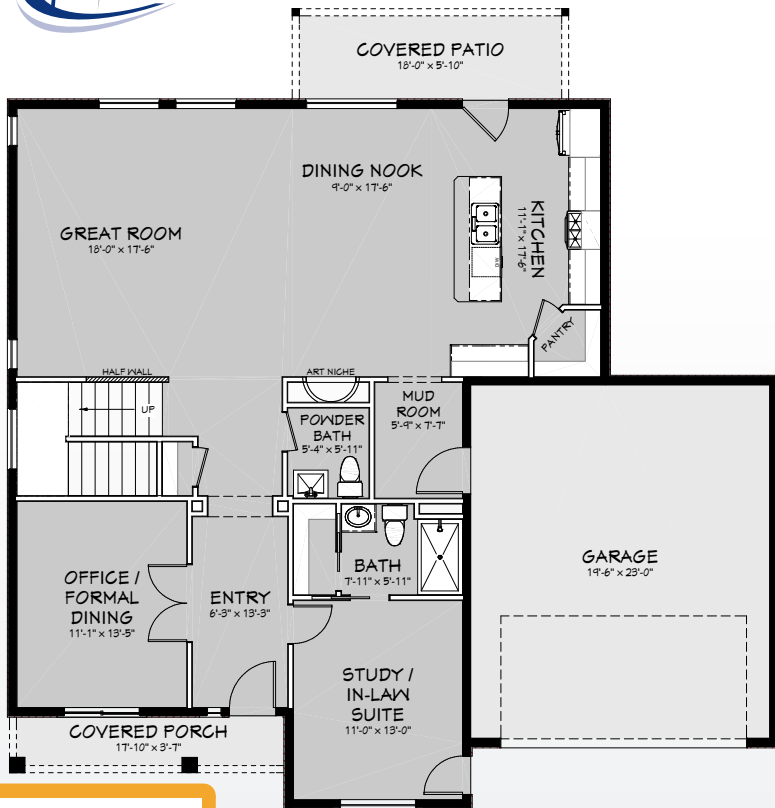 COVERED PATIO
18'-0" x 5'-10"
DINING NOOK
9'-0" x 17'-6"
KITCHEN
11'-1" x 17'-6"
GREAT ROOM
18'-0" x 17'-6"
DW
PANTRY
HALF WALL
ART NICHE
UP
MUD
ROOM
5'-9" x 7'-7"
POWDER
BATH
5'-4" x 5'-11"
BATH
7'-11" x 5'-11"
GARAGE
19'-6" x 23'-0"
OFFICE /
FORMAL
DINING
11'-1" x 13'-5"
ENTRY
6'-3" x 13'-3"
STUDY /
IN-LAW
SUITE
11'-0" x 13'-0"
COVERED PORCH
17'-10" x 3'-7"